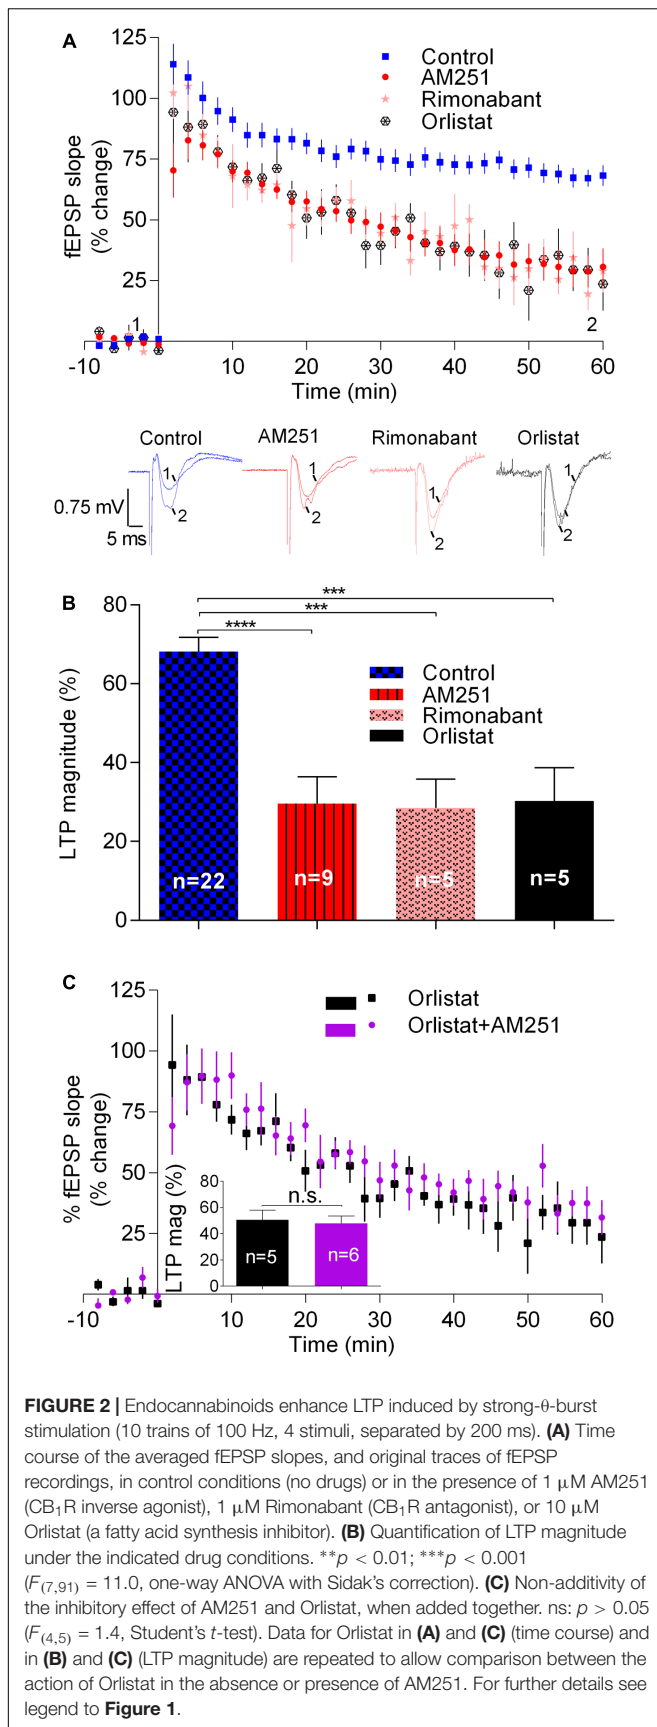 A
125
100
75
50
25
fEPSP slope
(% change)
Control
AM251
Rimonabant
Orlistat
1
2
-10
10
20
30
40
50
60
Time (min)
Control
AM251
Rimonabant
Orlistat
1
2
1
2
1
2
1
2
0.75 mV
5 ms
B
80
60
40
20
0
LTP magnitude (%)
***
***
****
Control
AM251
Rimonabant
Orlistat
n=22
n=9
n=5
n=5
C
125
100
75
50
25
% fEPSP slope
(% change)
Orlistat
Orlistat+AM251
LTP mag (%)
80
60
40
20
0
n.s.
n=5
n=6
-10
10
20
30
40
50
60
Time (min)
FIGURE 2 | Endocannabinoids enhance LTP induced by strong-θ-burst
stimulation (10 trains of 100 Hz, 4 stimuli, separated by 200 ms). (A) Time
course of the averaged fEPSP slopes, and original traces of fEPSP
recordings, in control conditions (no drugs) or in the presence of 1 μM AM251
(CB₁R inverse agonist), 1 μM Rimonabant (CB₁R antagonist), or 10 μM
Orlistat (a fatty acid synthesis inhibitor). (B) Quantification of LTP magnitude
under the indicated drug conditions. **p < 0.01; ***p < 0.001
(F(7,91) = 11.0, one-way ANOVA with Sidak's correction). (C) Non-additivity of
the inhibitory effect of AM251 and Orlistat, when added together. ns: p > 0.05
(F(4,5) = 1.4, Student's t-test). Data for Orlistat in (A) and (C) (time course) and
in (B) and (C) (LTP magnitude) are repeated to allow comparison between the
action of Orlistat in the absence or presence of AM251. For further details see
legend to Figure 1.